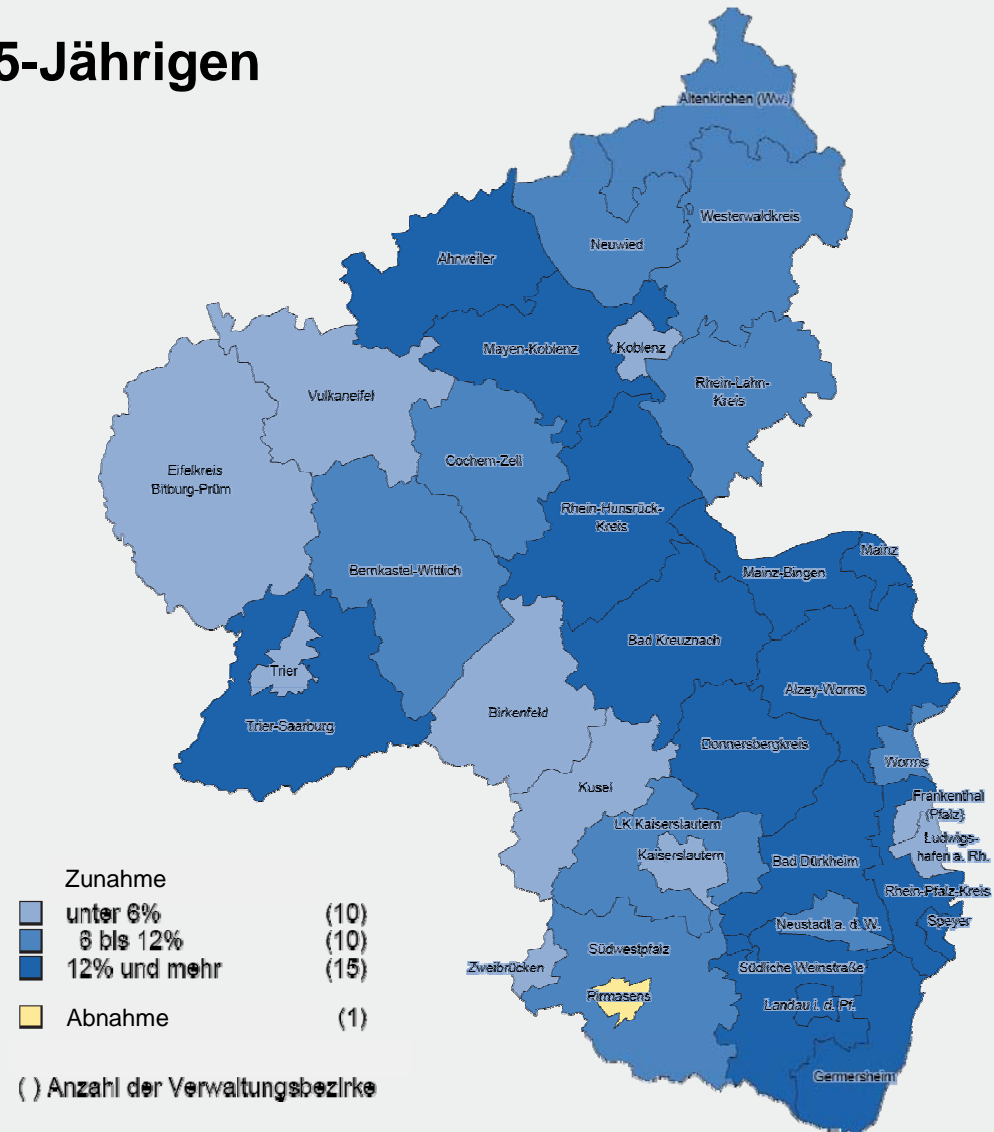 5-Jährigen
Altenkirchen (Ww.)
Westerwaldkreis
Neuwied
Ahrweiler
Mayen-Koblenz
Koblenz
Rhein-Lahn-
Kreis
Vulkaneifel
Cochem-Zell
Eifelkreis
Bitburg-Prüm
Rhein-Hunsrück-
Kreis
Mainz
Mainz-Bingen
Bernkastel-Wittlich
Bad Kreuznach
Trier
Alzey-Worms
Birkenfeld
Trier-Saarburg
Donnersbergkreis
Worms
Kusel
Frankenthal
(Pfalz)
LK Kaiserslautern
Ludwigs-
hafen a. Rh.
Kaiserslautern
Bad Dürkheim
Rhein-Pfalz-Kreis
Neustadt a. d. W.
Speyer
Südwestpfalz
Zweibrücken
Südliche Weinstraße
Pirmasens
Landau i. d. Pf.
Germersheim
Zunahme
unter 6% (10)
6 bis 12% (10)
12% und mehr (15)
Abnahme (1)
( ) Anzahl der Verwaltungsbezirke